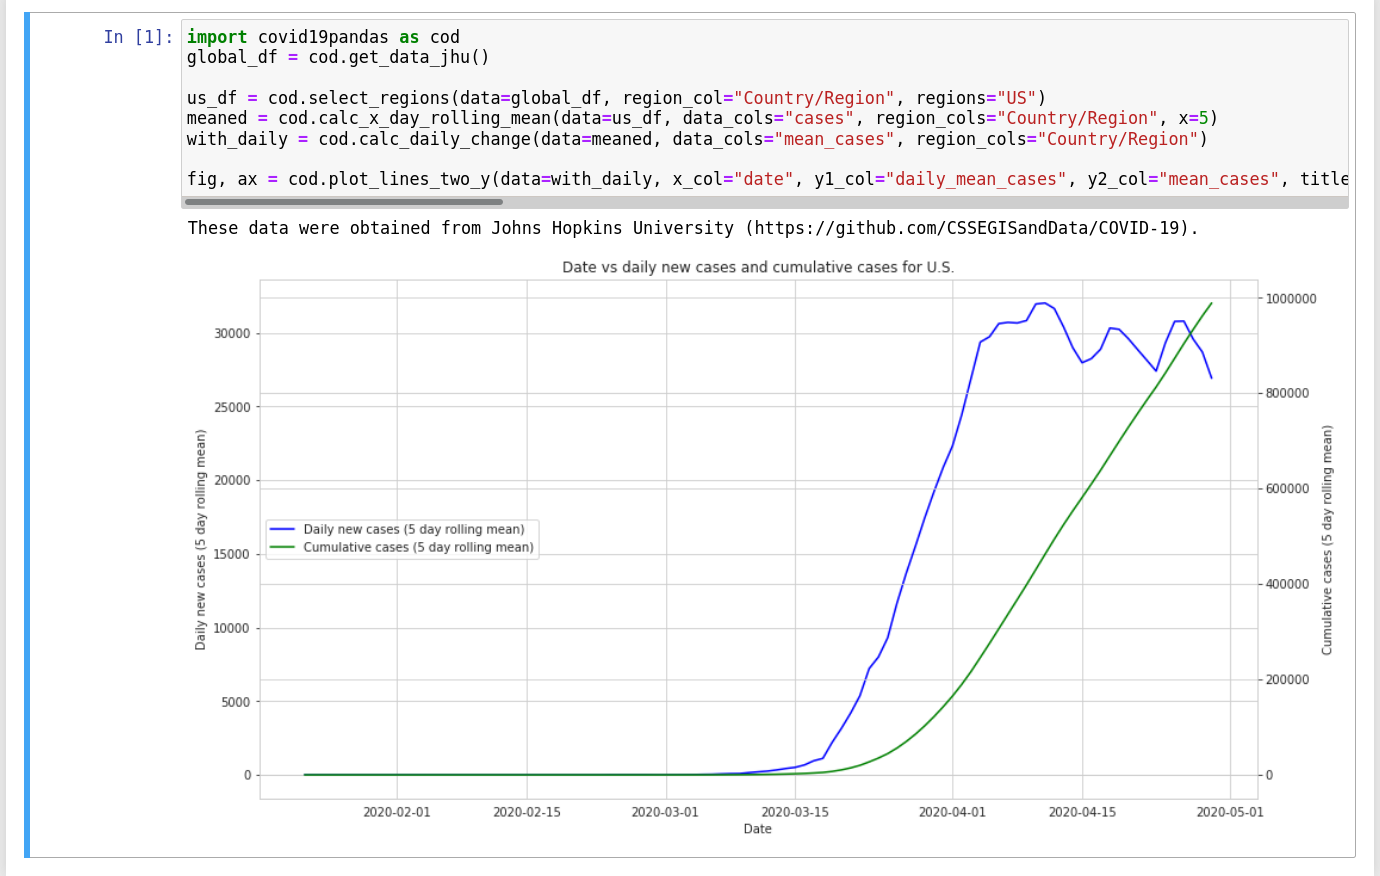 In [1]:
import covid19pandas as cod
global_df = cod.get_data_jhu()
us_df = cod.select_regions(data=global_df, region_col="Country/Region", regions="US")
meaned = cod.calc_x_day_rolling_mean(data=us_df, data_cols="cases", region_cols="Country/Region", x=5)
with_daily = cod.calc_daily_change(data=meaned, data_cols="mean_cases", region_cols="Country/Region")
fig, ax = cod.plot_lines_two_y(data=with_daily, x_col="date", y1_col="daily_mean_cases", y2_col="mean_cases", title
These data were obtained from Johns Hopkins University (https://github.com/CSSEGISandData/COVID-19).
Date vs daily new cases and cumulative cases for U.S.
Daily new cases (5 day rolling mean)
30000
25000
20000
15000
10000
5000
0
Daily new cases (5 day rolling mean)
Cumulative cases (5 day rolling mean)
1000000
800000
600000
400000
200000
0
Cumulative cases (5 day rolling mean)
2020-02-01 2020-02-15 2020-03-01 2020-03-15 2020-04-01 2020-04-15 2020-05-01
Date